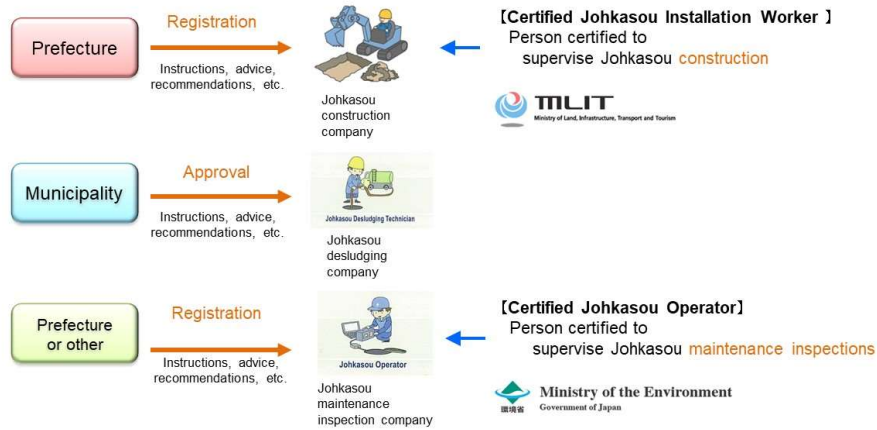 Prefecture
Registration
Instructions, advice,
recommendations, etc.
Johkasou
construction
company
【Certified Johkasou Installation Worker 】
Person certified to
supervise Johkasou construction
MLIT
Ministry of Land, Infrastructure, Transport and Tourism
Municipality
Approval
Instructions, advice,
recommendations, etc.
Johkasou Desludging Technician
Johkasou
desludging
company
Prefecture
or other
Registration
Instructions, advice,
recommendations, etc.
Johkasou Operator
Johkasou
maintenance
inspection company
【Certified Johkasou Operator】
Person certified to
supervise Johkasou maintenance inspections
環境省
Ministry of the Environment
Government of Japan